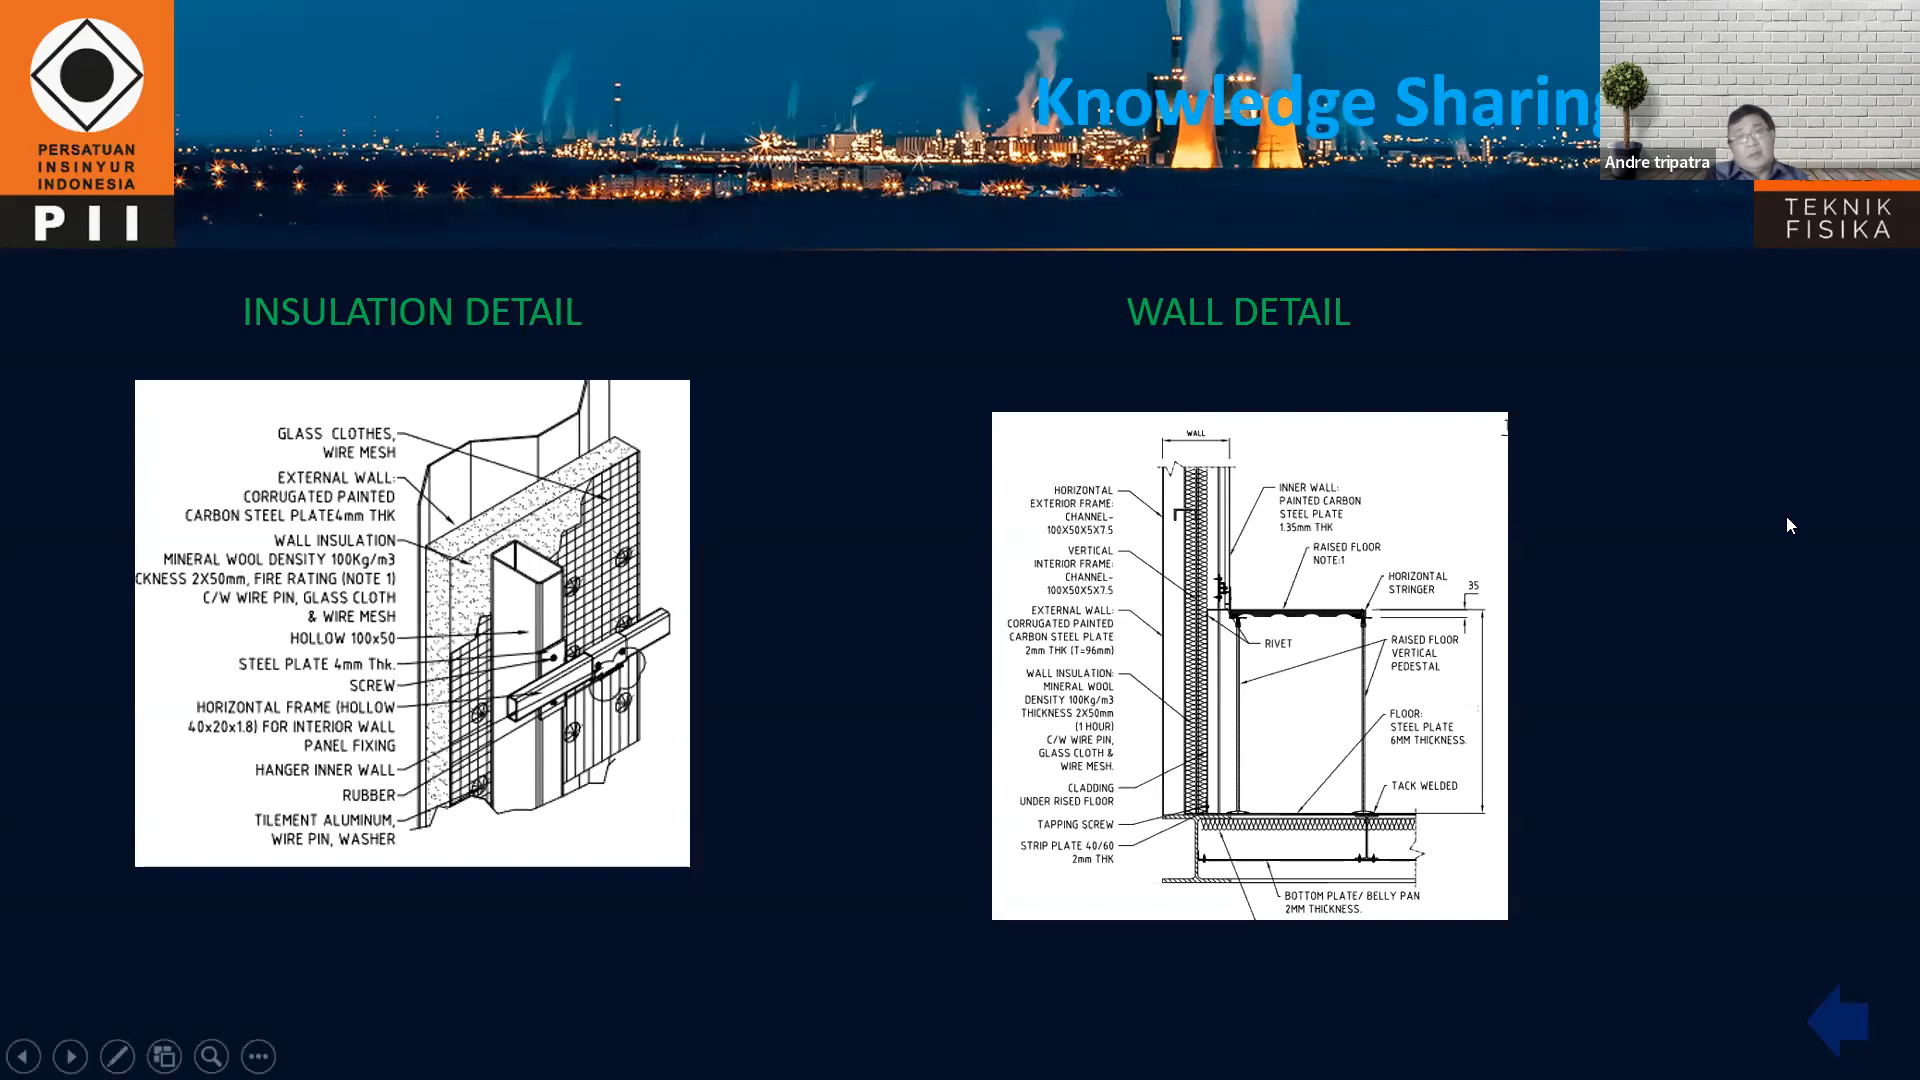 PERSATUAN
INSINYUR
INDONESIA
PII
Knowledge Sharing
Andre tripatra
TEKNIK
FISIKA
INSULATION DETAIL
GLASS CLOTHES,
WIRE MESH
EXTERNAL WALL:
CORRUGATED PAINTED
CARBON STEEL PLATE4mm THK
WALL INSULATION
MINERAL WOOL DENSITY 100Kg/m3
CKNESS 2X50mm, FIRE RATING (NOTE 1)
C/W WIRE PIN, GLASS CLOTH
& WIRE MESH
HOLLOW 100x50
STEEL PLATE 4mm Thk.
SCREW
HORIZONTAL FRAME (HOLLOW
40x20x1.8) FOR INTERIOR WALL
PANEL FIXING
HANGER INNER WALL
RUBBER
TILEMENT ALUMINUM,
WIRE PIN, WASHER
WALL DETAIL
WALL
HORIZONTAL
EXTERIOR FRAME:
CHANNEL-
100X50X5X7.5
VERTICAL
INTERIOR FRAME:
CHANNEL-
100X50X5X7.5
EXTERNAL WALL:
CORRUGATED PAINTED
CARBON STEEL PLATE
2mm THK (T=96mm)
WALL INSULATION:
MINERAL WOOL
DENSITY 100Kg/m3
THICKNESS 2X50mm
(1 HOUR)
C/W WIRE PIN,
GLASS CLOTH &
WIRE MESH.
CLADDING
UNDER RISED FLOOR
TAPPING SCREW
STRIP PLATE 40/60
2mm THK
INNER WALL:
PAINTED CARBON
STEEL PLATE
1.35mm THK
RAISED FLOOR
NOTE:1
HORIZONTAL
STRINGER
35
RIVET
RAISED FLOOR
VERTICAL
PEDESTAL
FLOOR:
STEEL PLATE
6MM THICKNESS.
TACK WELDED
BOTTOM PLATE/ BELLY PAN
2MM THICKNESS.